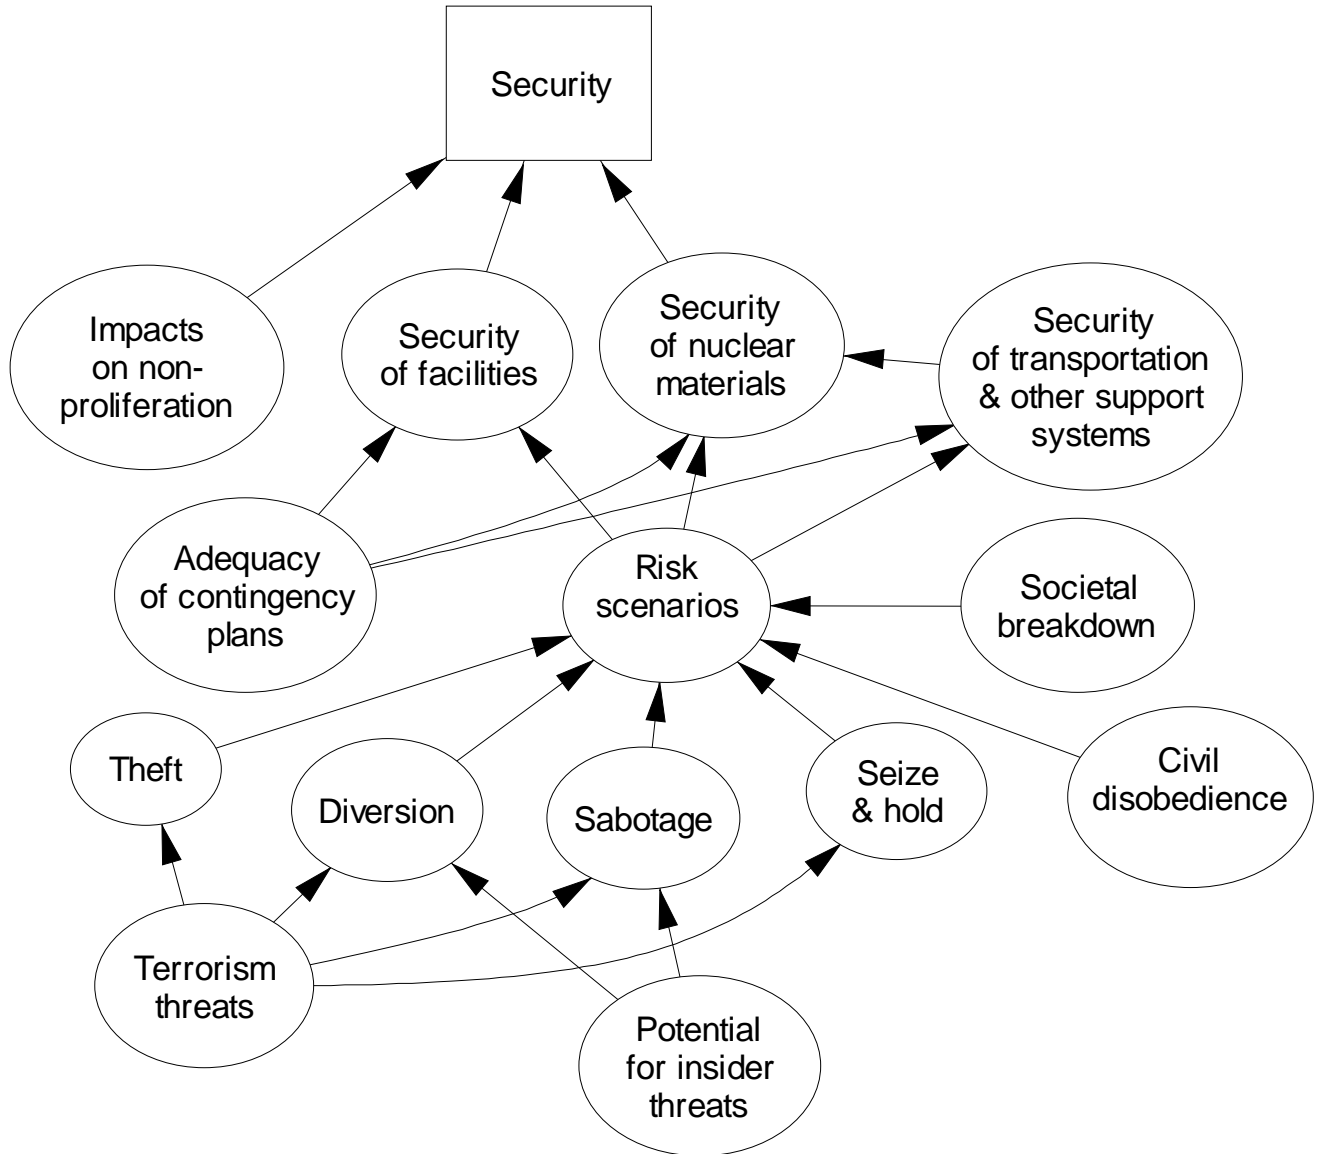 Security
Impacts
on non-
proliferation
Security
of facilities
Security
of nuclear
materials
Security
of transportation
& other support
systems
Adequacy
of contingency
plans
Risk
scenarios
Societal
breakdown
Theft
Diversion
Sabotage
Seize
& hold
Civil
disobedience
Terrorism
threats
Potential
for insider
threats